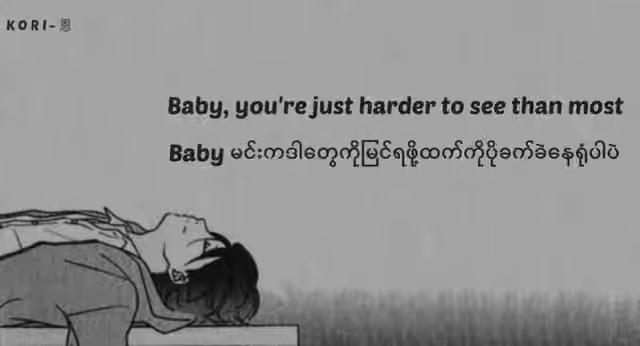 KORI-恩
Baby, you're just harder to see than most
Baby မင်းကဒါတွေကိုမြင်ရဖို့ထက်ကိုပိုခက်ခဲနေရုံပါပဲ